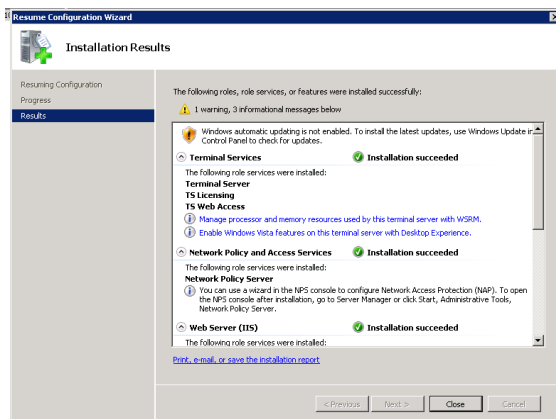 Resume Configuration Wizard
Installation Results
Resuming Configuration
Progress
Results
The following roles, role services, or features were installed successfully:
1 warning, 3 informational messages below
Windows automatic updating is not enabled. To install the latest updates, use Windows Update in
Control Panel to check for updates.
Terminal Services Installation succeeded
The following role services were installed:
Terminal Server
TS Licensing
TS Web Access
Manage processor and memory resources used by this terminal server with WSRM.
Enable Windows Vista features on this terminal server with Desktop Experience.
Network Policy and Access Services Installation succeeded
The following role services were installed:
Network Policy Server
You can use a wizard in the NPS console to configure Network Access Protection (NAP). To open
the NPS console after installation, go to Server Manager or click Start, Administrative Tools,
Network Policy Server.
Web Server (IIS) Installation succeeded
The following role services were installed:
Print, e-mail, or save the installation report
< Previous Next > Close Cancel